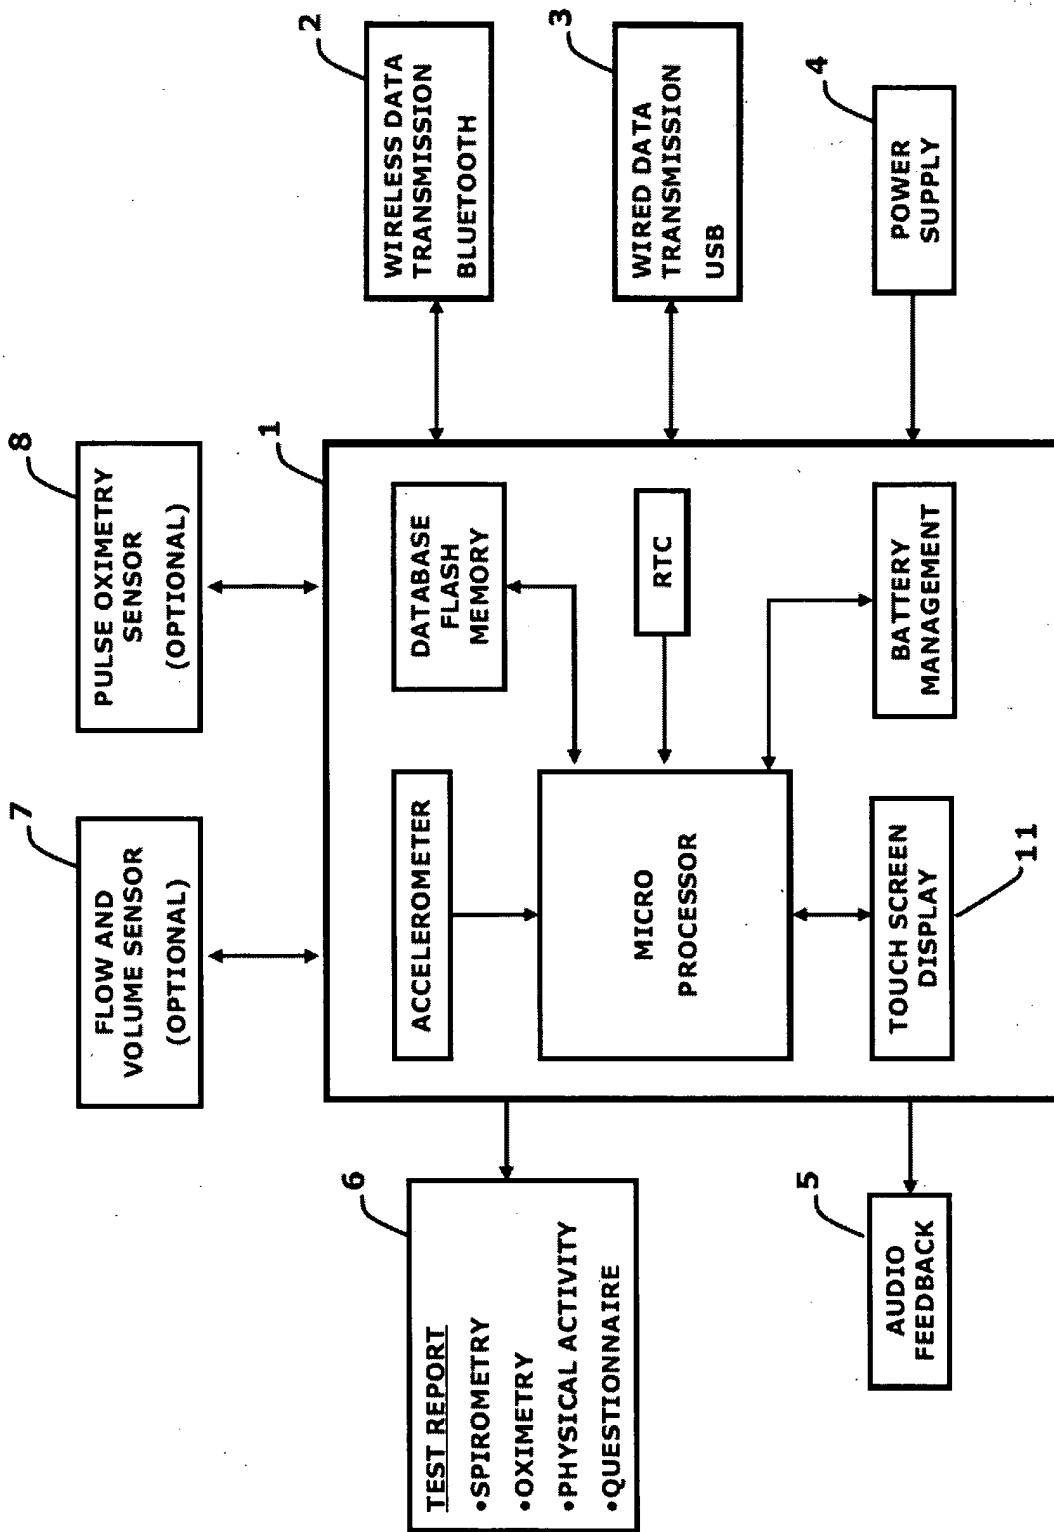 7
FLOW AND
VOLUME SENSOR
(OPTIONAL)
8
PULSE OXIMETRY
SENSOR
(OPTIONAL)
6
TEST REPORT
•SPIROMETRY
•OXIMETRY
•PHYSICAL ACTIVITY
•QUESTIONNAIRE
5
AUDIO
FEEDBACK
1
ACCELEROMETER
DATABASE
FLASH
MEMORY
MICRO
PROCESSOR
RTC
TOUCH SCREEN
DISPLAY
11
BATTERY
MANAGEMENT
2
WIRELESS DATA
TRANSMISSION
BLUETOOTH
3
WIRED DATA
TRANSMISSION
USB
4
POWER
SUPPLY